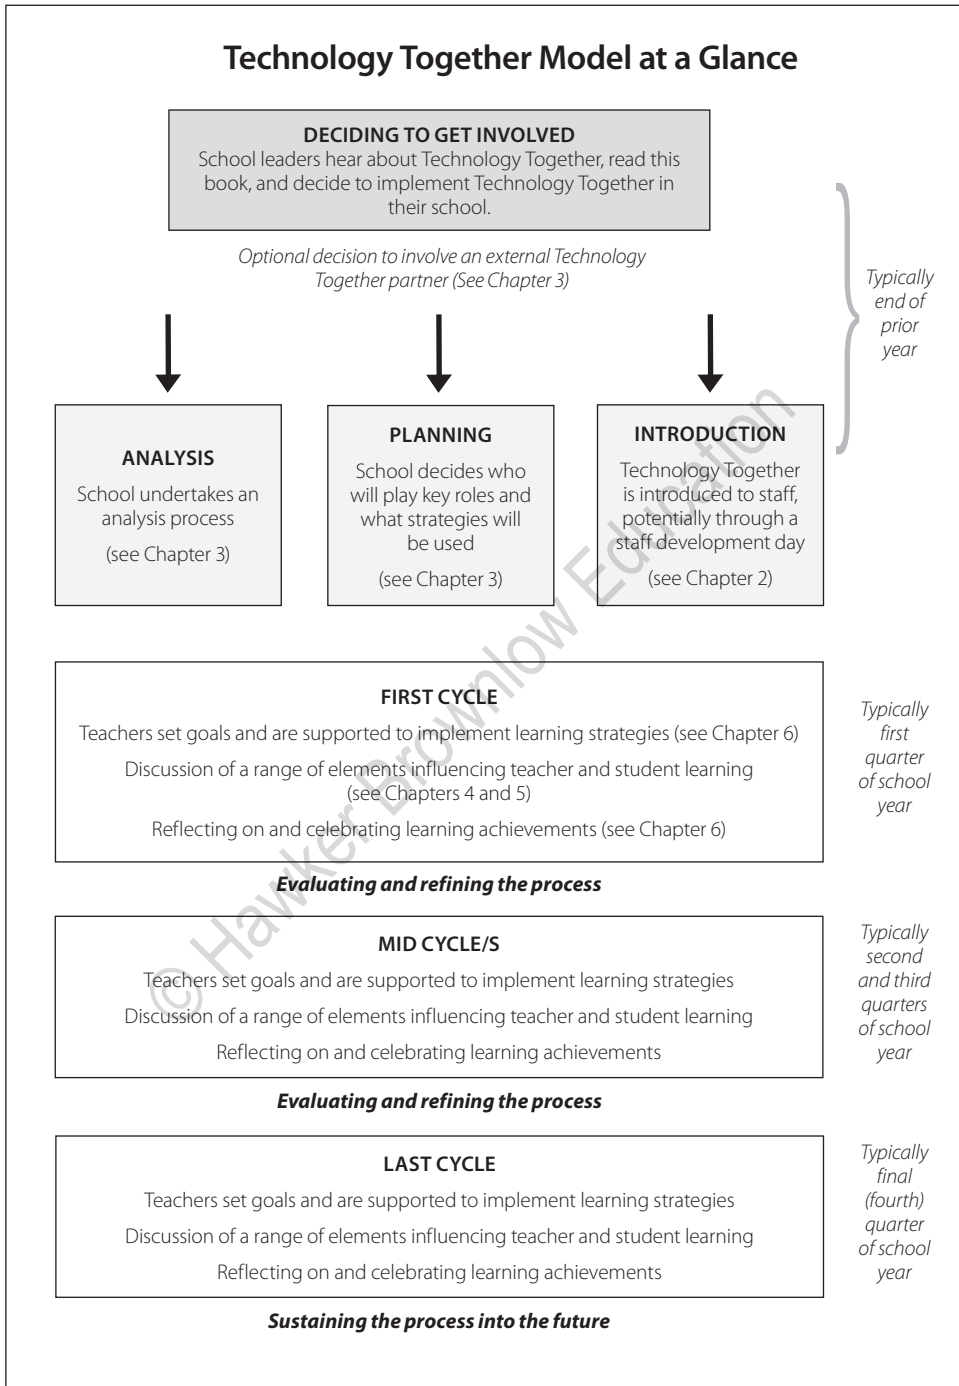 Technology Together Model at a Glance
DECIDING TO GET INVOLVED
School leaders hear about Technology Together, read this
book, and decide to implement Technology Together in
their school.
Optional decision to involve an external Technology
Together partner (See Chapter 3)
Typically
end of
prior
year
ANALYSIS
School undertakes an
analysis process
(see Chapter 3)
PLANNING
School decides who
will play key roles and
what strategies will
be used
(see Chapter 3)
INTRODUCTION
Technology Together
is introduced to staff,
potentially through a
staff development day
(see Chapter 2)
FIRST CYCLE
Teachers set goals and are supported to implement learning strategies (see Chapter 6)
Discussion of a range of elements influencing teacher and student learning
(see Chapters 4 and 5)
Reflecting on and celebrating learning achievements (see Chapter 6)
Typically
first
quarter
of school
year
Evaluating and refining the process
MID CYCLE/S
Teachers set goals and are supported to implement learning strategies
Discussion of a range of elements influencing teacher and student learning
Reflecting on and celebrating learning achievements
Typically
second
and third
quarters
of school
year
Evaluating and refining the process
LAST CYCLE
Teachers set goals and are supported to implement learning strategies
Discussion of a range of elements influencing teacher and student learning
Reflecting on and celebrating learning achievements
Typically
final
(fourth)
quarter
of school
year
Sustaining the process into the future
© Hawker Brownlow Education